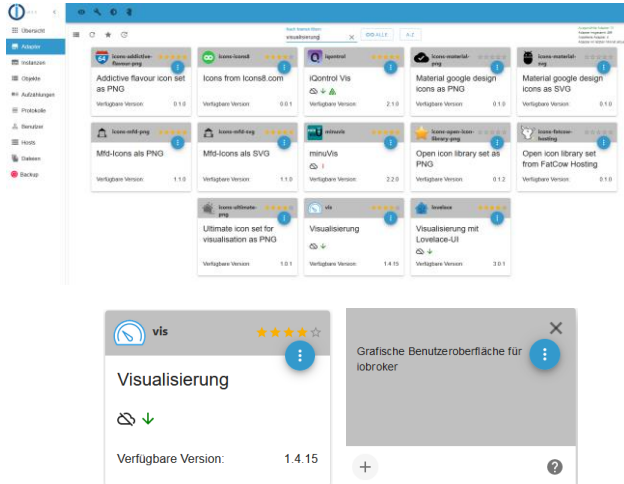 Übersicht
Adapter
Instanzen
Objekte
Aufzählungen
Protokolle
Benutzer
Hosts
Dateien
Backup
visualisierung
ALLE
A-Z
icons-addictive-
flavour-png
Addictive flavour icon set
as PNG
Verfügbare Version: 0.1.0
icons-icons8
Icons from Icons8.com
Verfügbare Version: 0.0.1
iqontrol
iQontrol Vis
Verfügbare Version: 2.1.0
icons-material-
png
Material google design
icons as PNG
Verfügbare Version: 0.1.0
icons-material-
svg
Material google design
icons as SVG
Verfügbare Version: 0.1.0
icons-mfd-png
Mfd-Icons als PNG
Verfügbare Version: 1.1.0
icons-mfd-svg
Mfd-Icons als SVG
Verfügbare Version: 1.1.0
minuvis
minuVis
Verfügbare Version: 2.2.0
icons-open-icon-
library-png
Open icon library set as
PNG
Verfügbare Version: 0.1.2
icons-fatcow-
hosting
Open icon library set
from FatCow Hosting
Verfügbare Version: 0.1.0
icons-ultimate-
png
Ultimate icon set for
visualisation as PNG
Verfügbare Version: 1.0.1
vis
Visualisierung
Verfügbare Version: 1.4.15
lovelace
Visualisierung mit
Lovelace-UI
Verfügbare Version: 3.0.1
vis
Visualisierung
Verfügbare Version: 1.4.15
Grafische Benutzeroberfläche für
iobroker